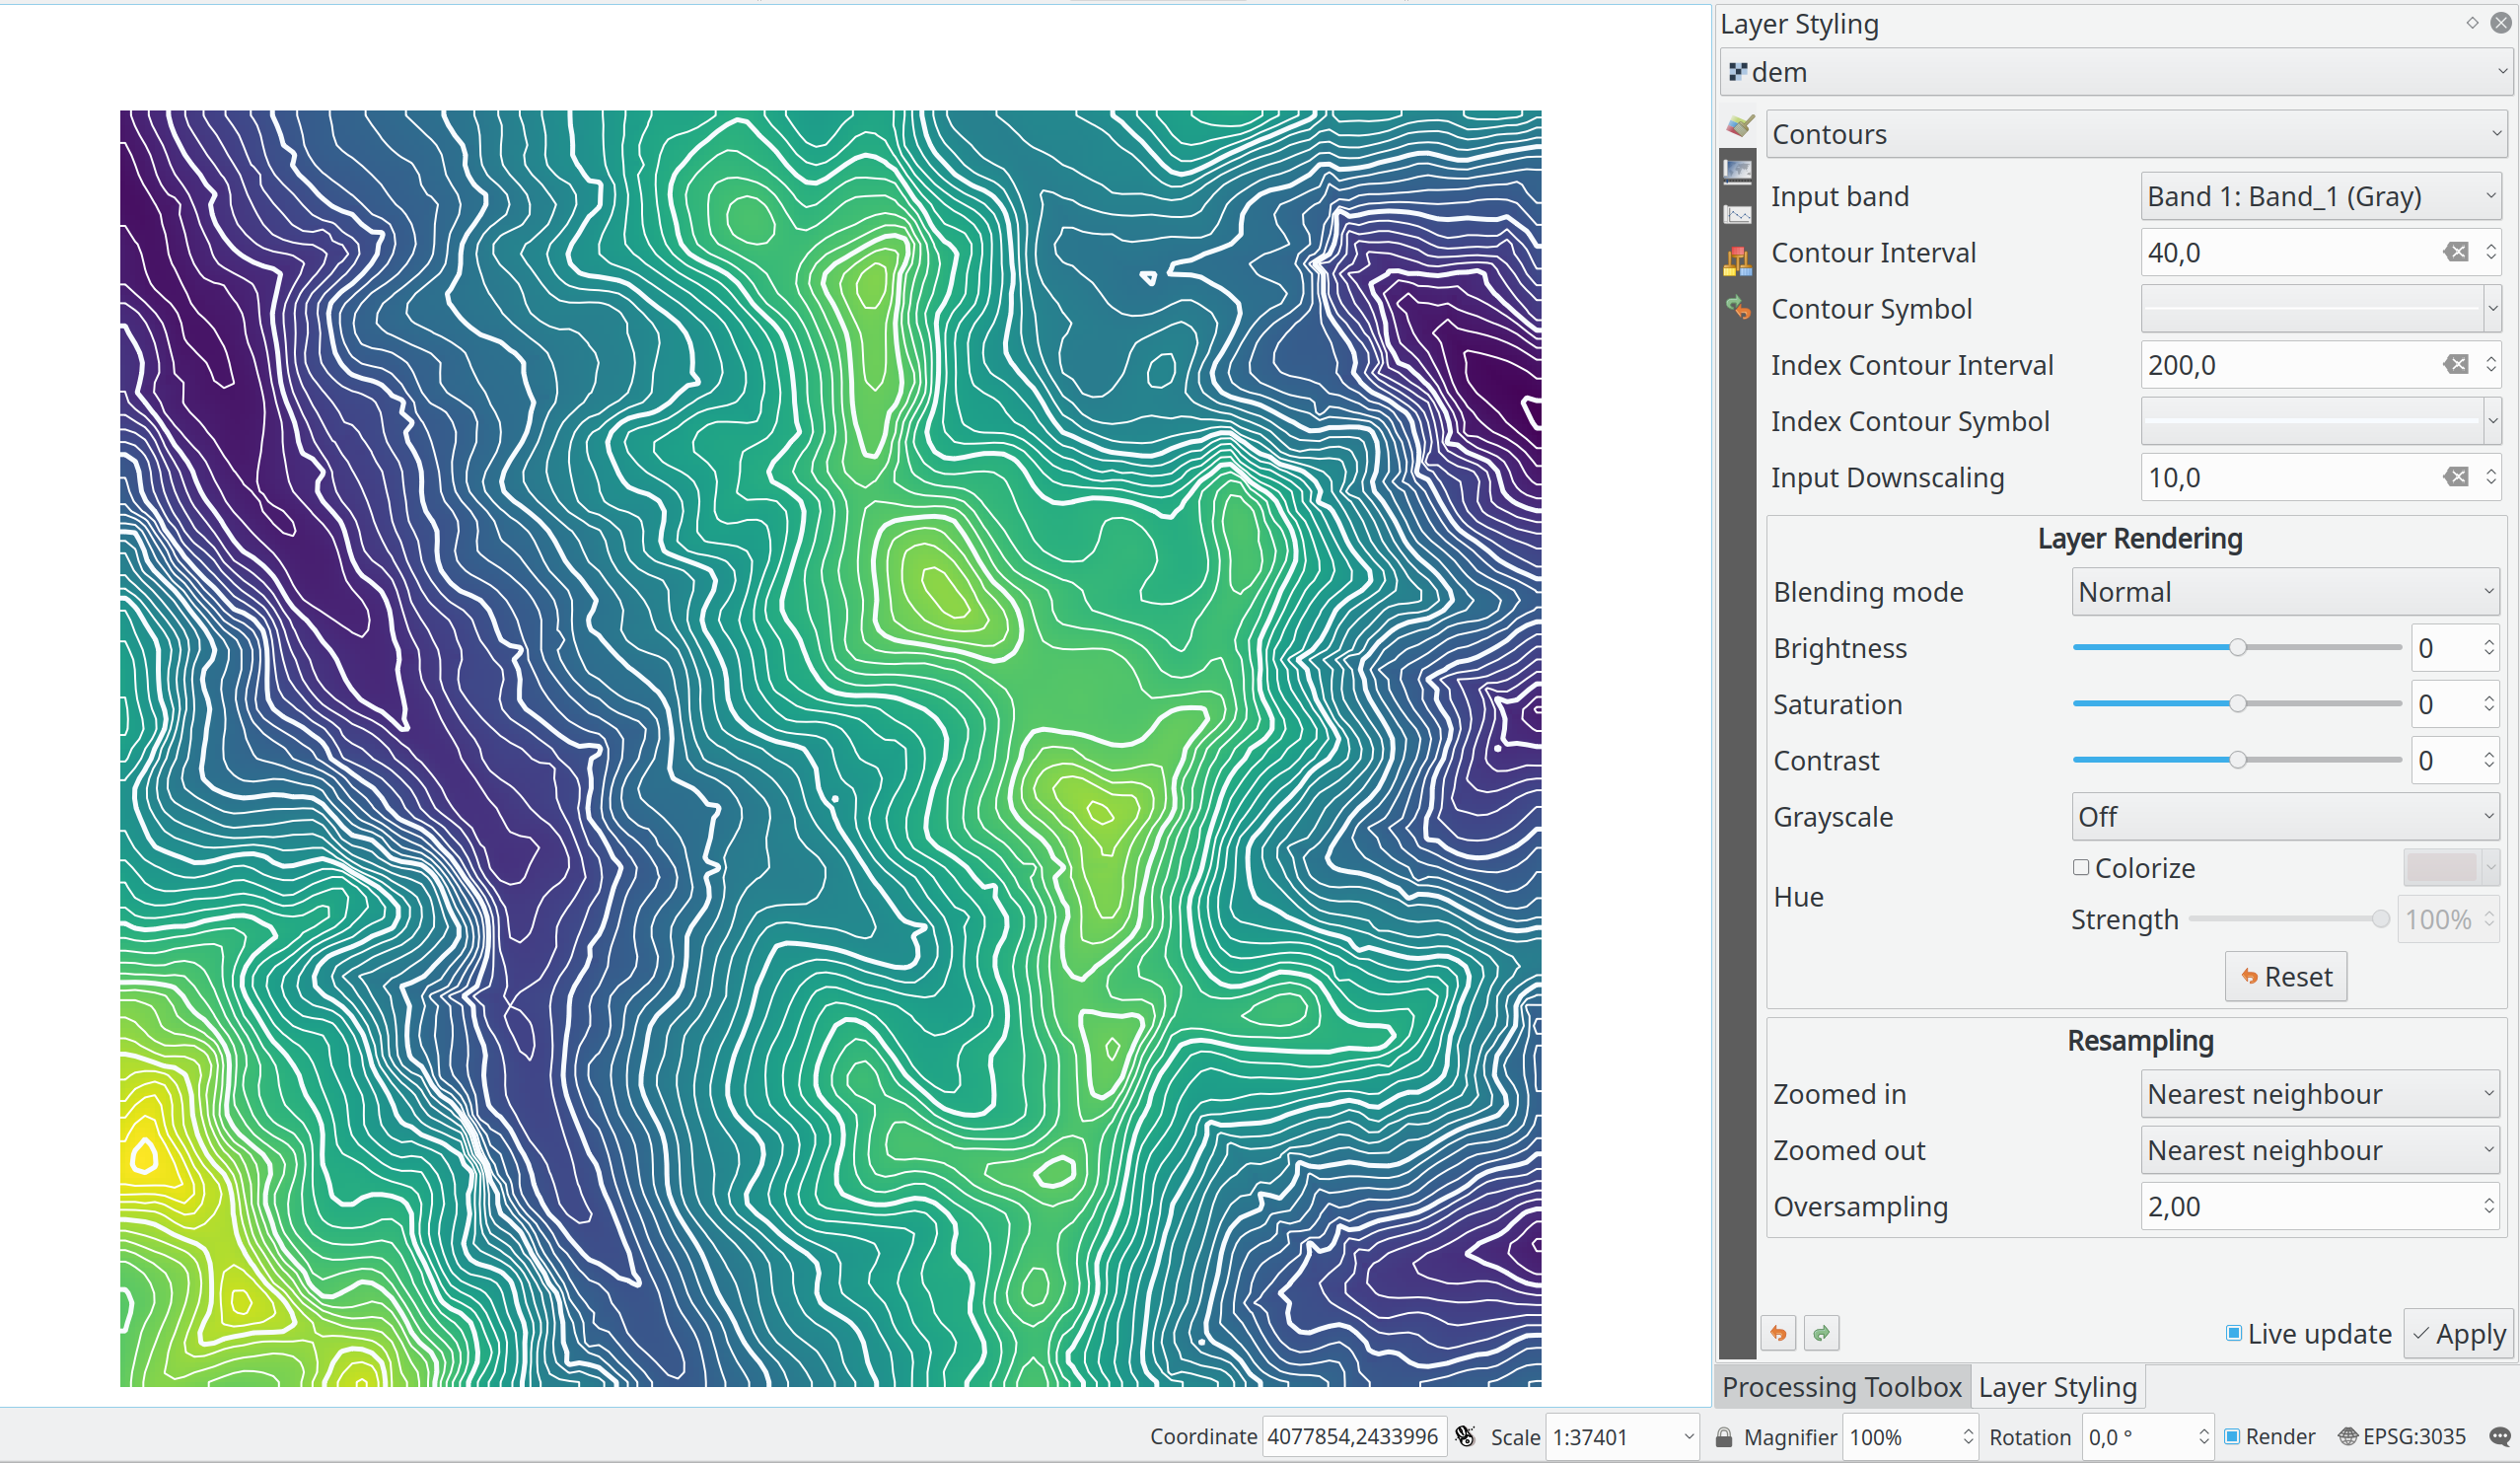 Layer Styling
dem
Contours
Input band Band 1: Band_1 (Gray)
Contour Interval 40,0
Contour Symbol
Index Contour Interval 200,0
Index Contour Symbol
Input Downscaling 10,0
Layer Rendering
Blending mode Normal
Brightness 0
Saturation 0
Contrast 0
Grayscale Off
Colorize
Hue
Strength 100%
Reset
Resampling
Zoomed in Nearest neighbour
Zoomed out Nearest neighbour
Oversampling 2,00
Live update Apply
Processing Toolbox Layer Styling
Coordinate 4077854,2433996 Scale 1:37401 Magnifier 100% Rotation 0,0 ° Render EPSG:3035